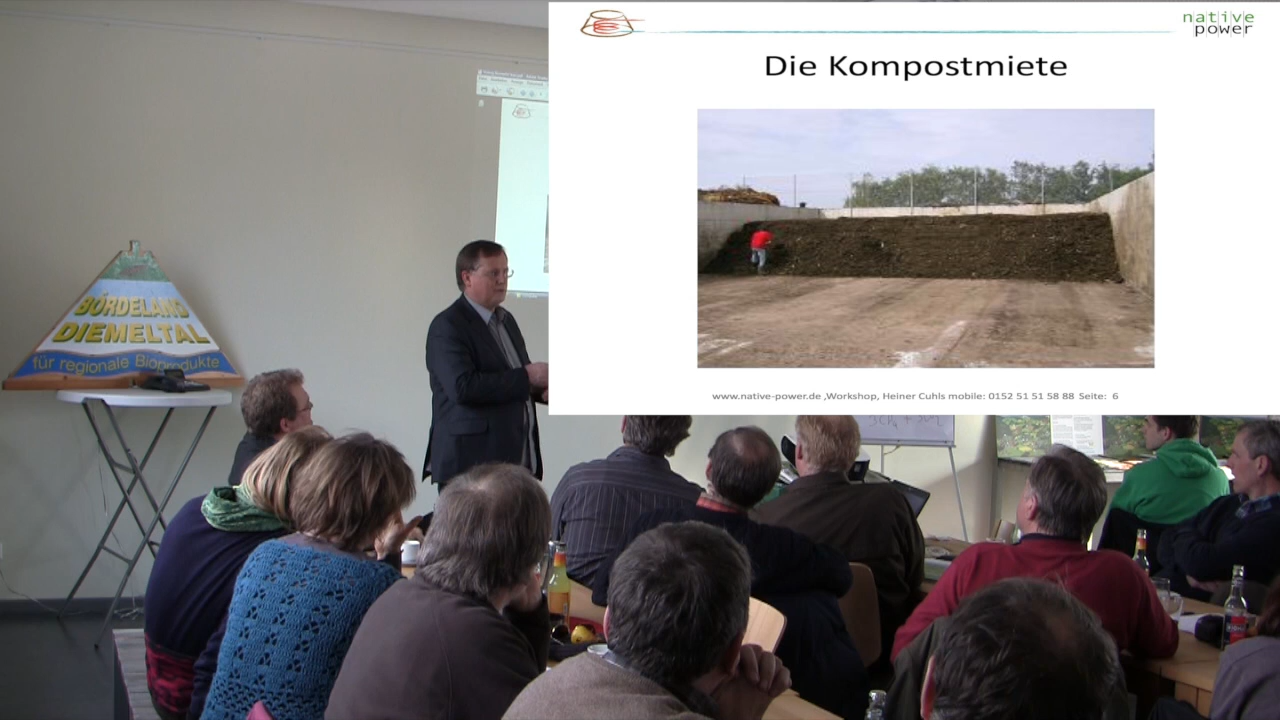 native
power
Die Kompostmiete
BÖRDELAND
DIEMELTAL
für regionale Bioprodukte
www.native-power.de ,Workshop, Heiner Cuhls mobile: 0152 51 51 58 88 Seite: 6